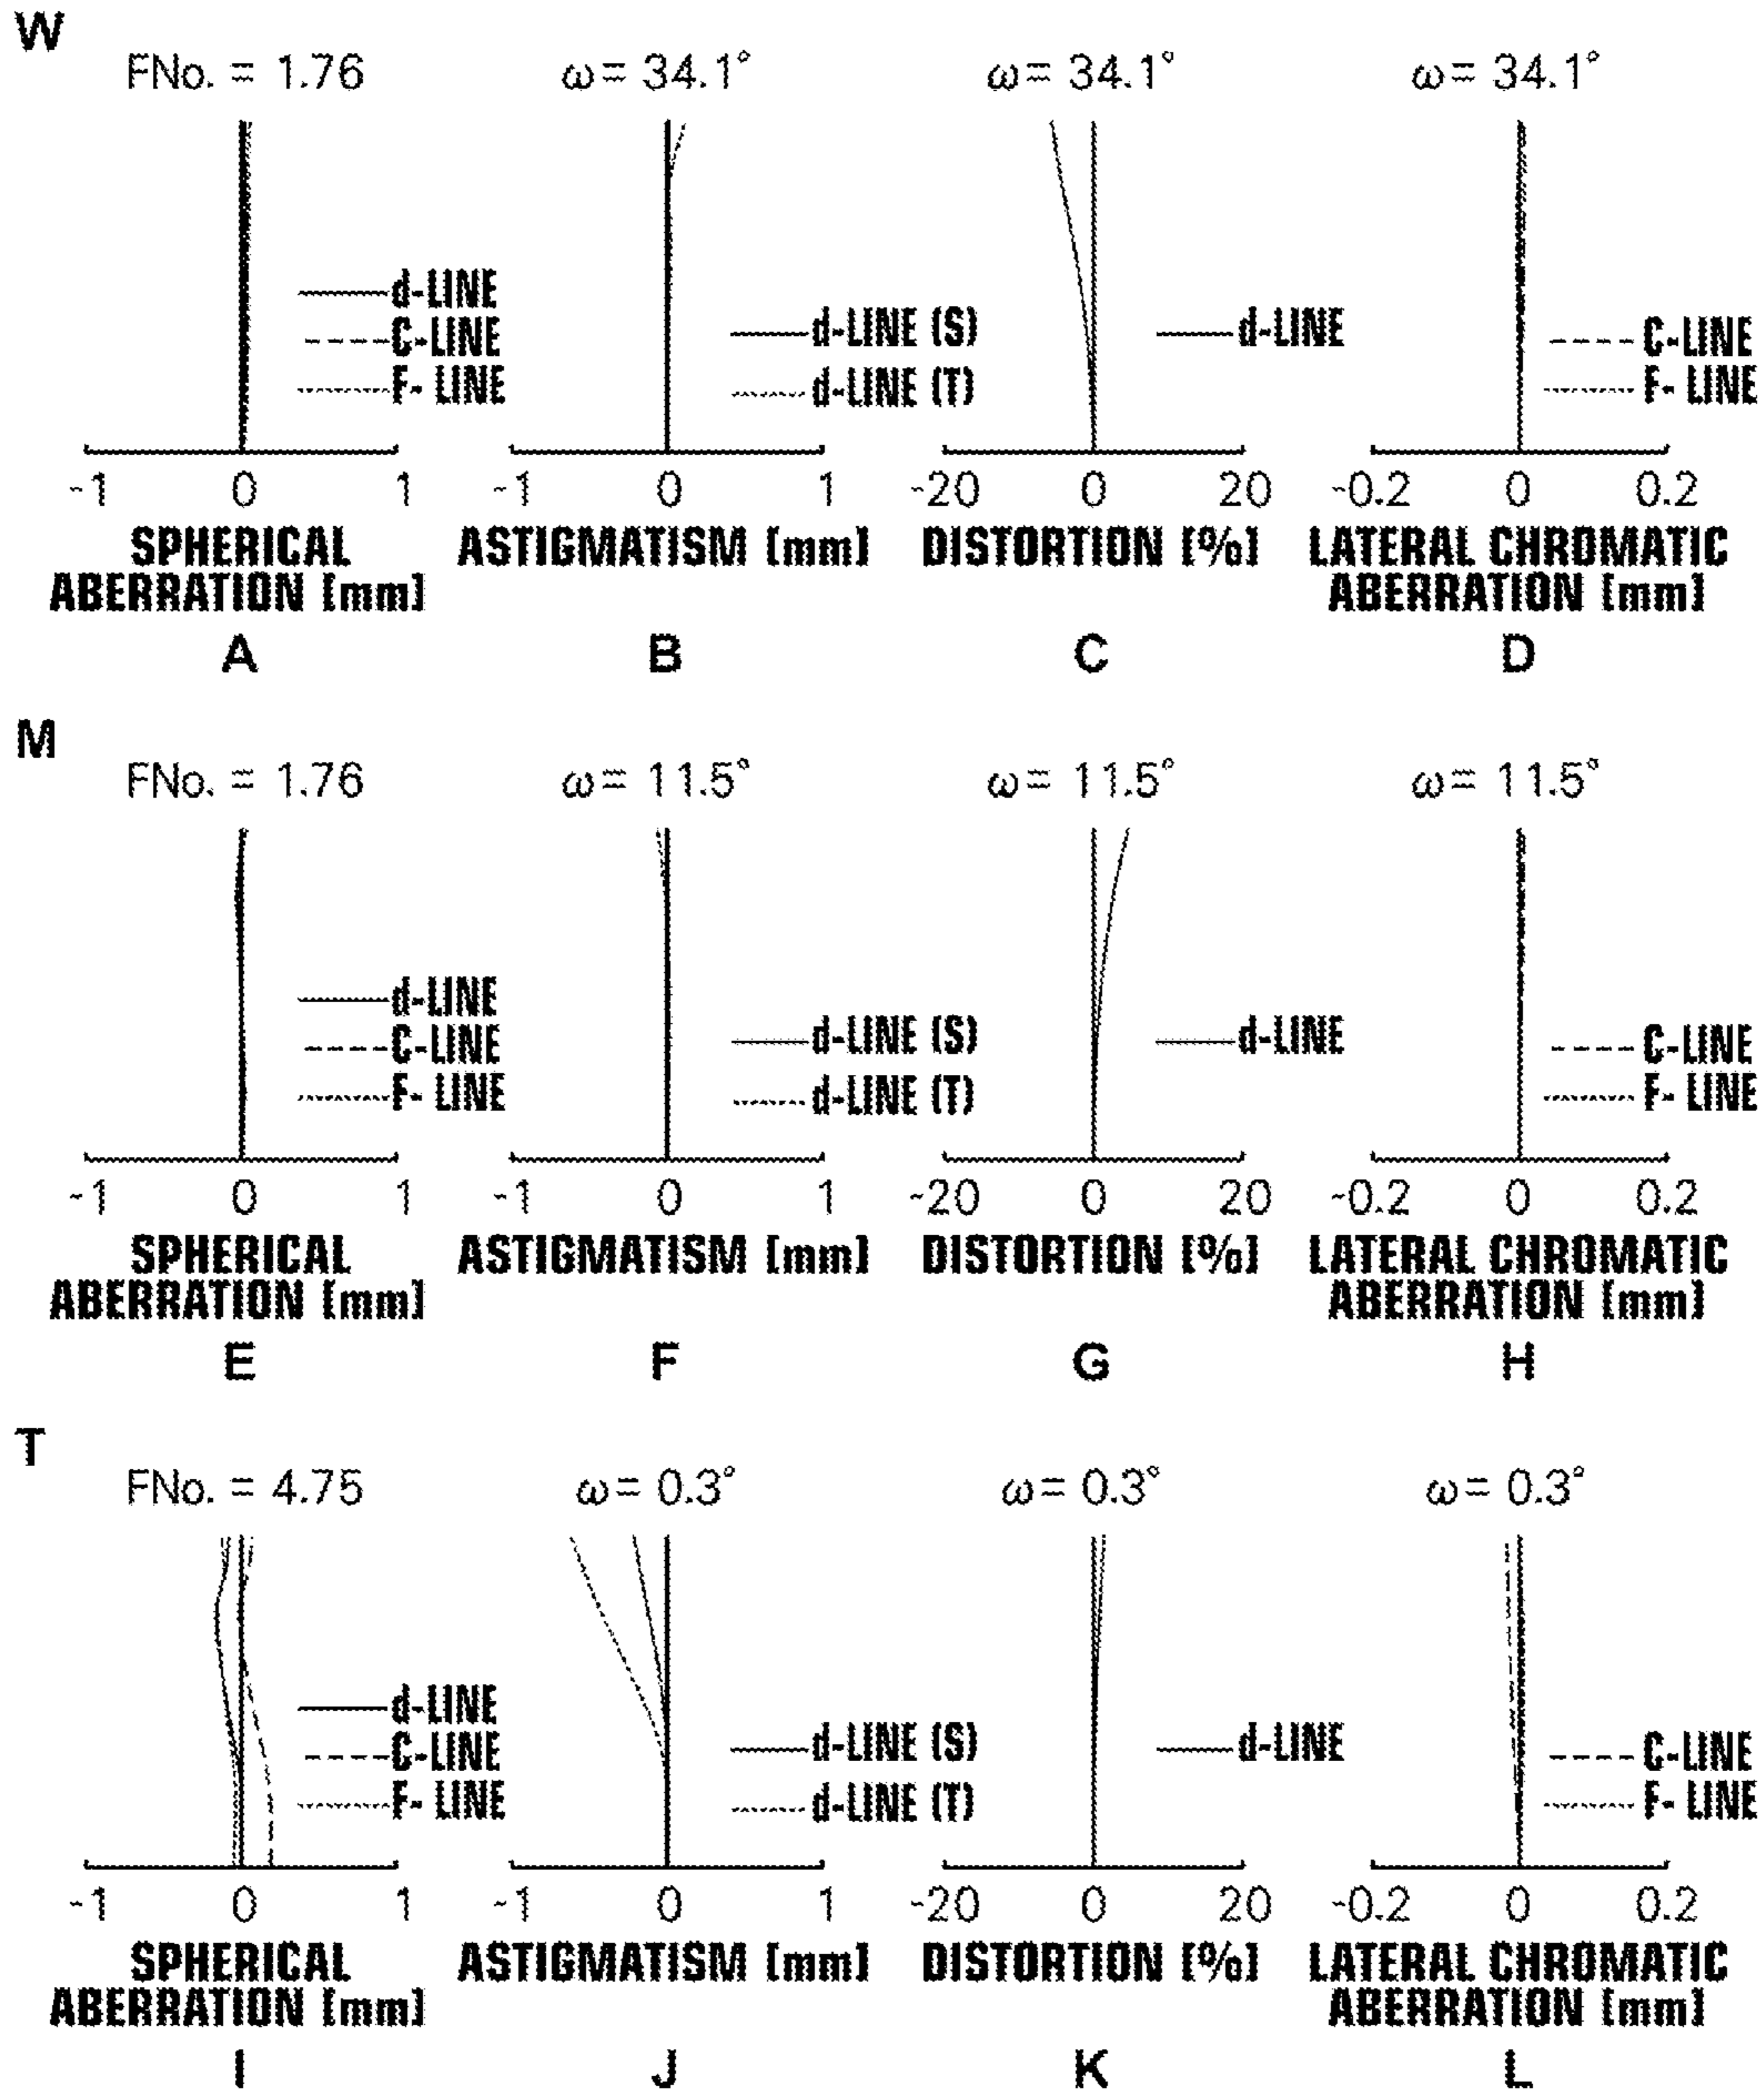 W
FNo. = 1.76
ω = 34.1°
ω = 34.1°
ω = 34.1°
d-LINE
C-LINE
F- LINE
d-LINE (S)
d-LINE (T)
d-LINE
C-LINE
F- LINE
-1 0 1
-1 0 1
-20 0 20
-0.2 0 0.2
SPHERICAL
ABERRATION [mm]
ASTIGMATISM [mm]
DISTORTION [%]
LATERAL CHROMATIC
ABERRATION [mm]
A
B
C
D
M
FNo. = 1.76
ω = 11.5°
ω = 11.5°
ω = 11.5°
d-LINE
C-LINE
F- LINE
d-LINE (S)
d-LINE (T)
d-LINE
C-LINE
F- LINE
-1 0 1
-1 0 1
-20 0 20
-0.2 0 0.2
SPHERICAL
ABERRATION [mm]
ASTIGMATISM [mm]
DISTORTION [%]
LATERAL CHROMATIC
ABERRATION [mm]
E
F
G
H
T
FNo. = 4.75
ω = 0.3°
ω = 0.3°
ω = 0.3°
d-LINE
C-LINE
F- LINE
d-LINE (S)
d-LINE (T)
d-LINE
C-LINE
F- LINE
-1 0 1
-1 0 1
-20 0 20
-0.2 0 0.2
SPHERICAL
ABERRATION [mm]
ASTIGMATISM [mm]
DISTORTION [%]
LATERAL CHROMATIC
ABERRATION [mm]
I
J
K
L